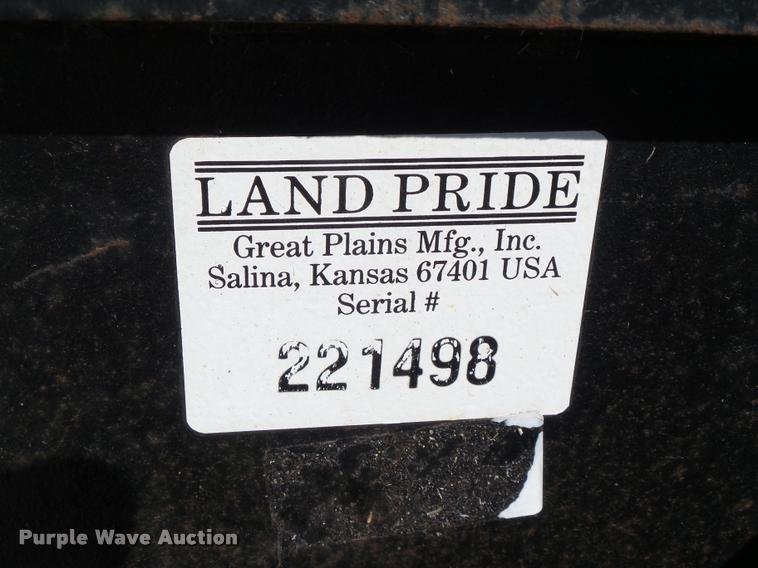 LAND PRIDE
Great Plains Mfg., Inc.
Salina, Kansas 67401 USA
Serial #
221498
Purple Wave Auction